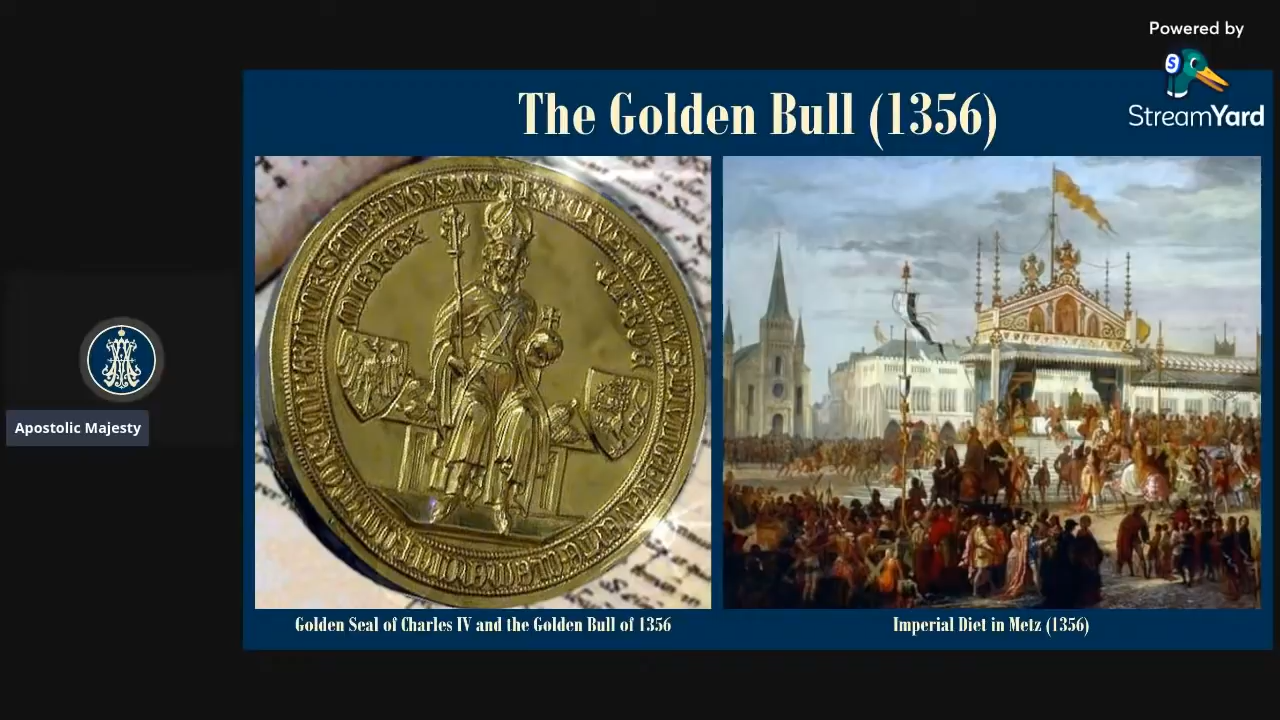 Powered by
StreamYard
The Golden Bull (1356)
Apostolic Majesty
Golden Seal of Charles IV and the Golden Bull of 1356
Imperial Diet in Metz (1356)